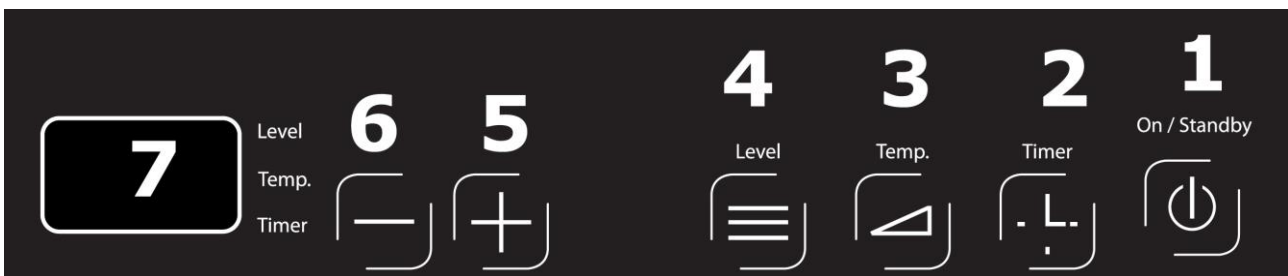 1
2
3
4
5
6
7
On / Standby
Timer
Temp.
Level
Level
Temp.
Timer